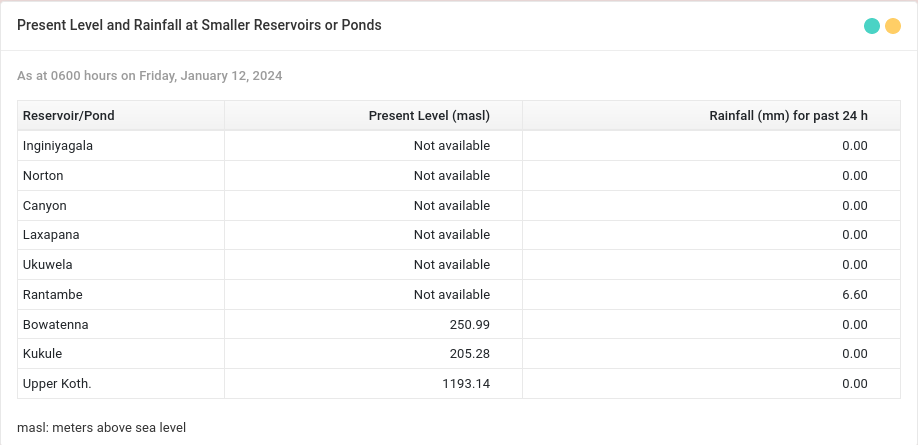 Present Level and Rainfall at Smaller Reservoirs or Ponds
As at 0600 hours on Friday, January 12, 2024
Reservoir/Pond Present Level (masl) Rainfall (mm) for past 24 h
Inginiyagala Not available 0.00
Norton Not available 0.00
Canyon Not available 0.00
Laxapana Not available 0.00
Ukuwela Not available 0.00
Rantambe Not available 6.60
Bowatenna 250.99 0.00
Kukule 205.28 0.00
Upper Koth. 1193.14 0.00
masl: meters above sea level